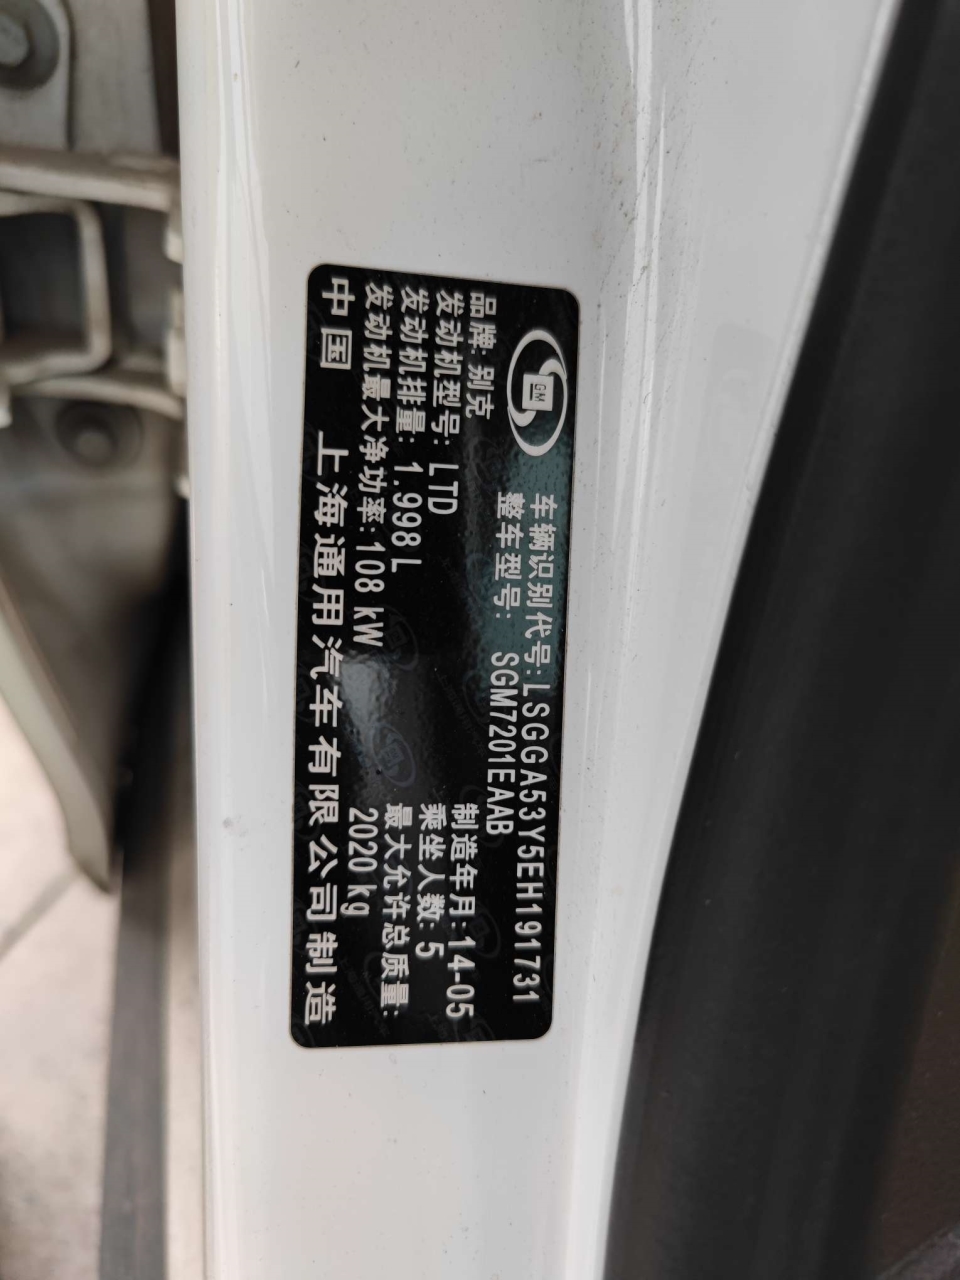 GM
车辆识别代号:LSGGA53Y5EH191731
整车型号: SGM7201EAAB
品牌: 别克
发动机型号: LTD
发动机排量: 1.998 L
发动机最大净功率: 108 kW
制造年月: 14-05
乘坐人数: 5
最大允许总质量:
2020 kg
中国 上海通用汽车有限公司制造